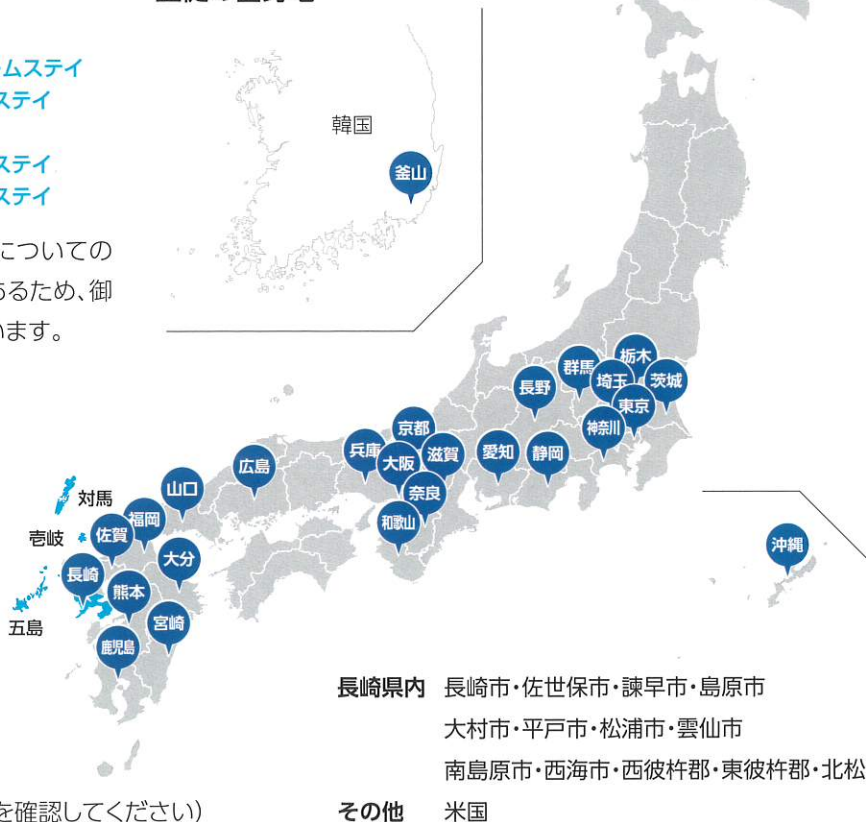 ムステイ
ステイ
ステイ
ステイ
についての
あるため、御
います。
韓国
釜山
栃木
群馬
埼玉
茨城
長野
東京
神奈川
京都
兵庫
大阪
滋賀
愛知
静岡
広島
奈良
山口
和歌山
対馬
福岡
壱岐
佐賀
大分
沖縄
長崎
熊本
五島
宮崎
鹿児島
長崎県内 長崎市・佐世保市・諫早市・島原市
大村市・平戸市・松浦市・雲仙市
南島原市・西海市・西彼杵郡・東彼杵郡・北松
を確認してください）
その他 米国